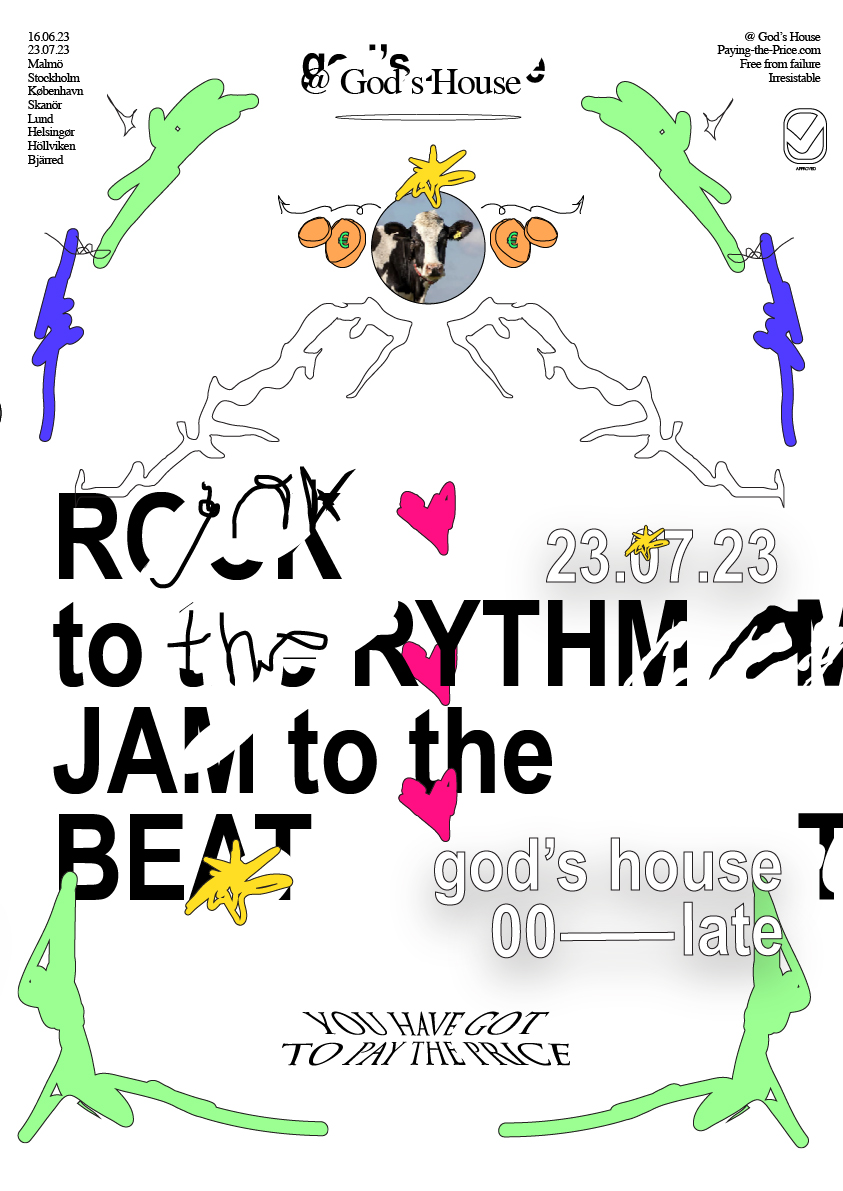 16.06.23
23.07.23
Malmö
Stockholm
København
Skanör
Lund
Helsingør
Höllviken
Bjärred
@ God's House
@ God's House
Paying-the-Price.com
Free from failure
Irresistable
APPROVED
€ €
ROCK
23.07.23
to the RYTHM
JAM to the
BEAT
god's house
00——late
YOU HAVE GOT
TO PAY THE PRICE